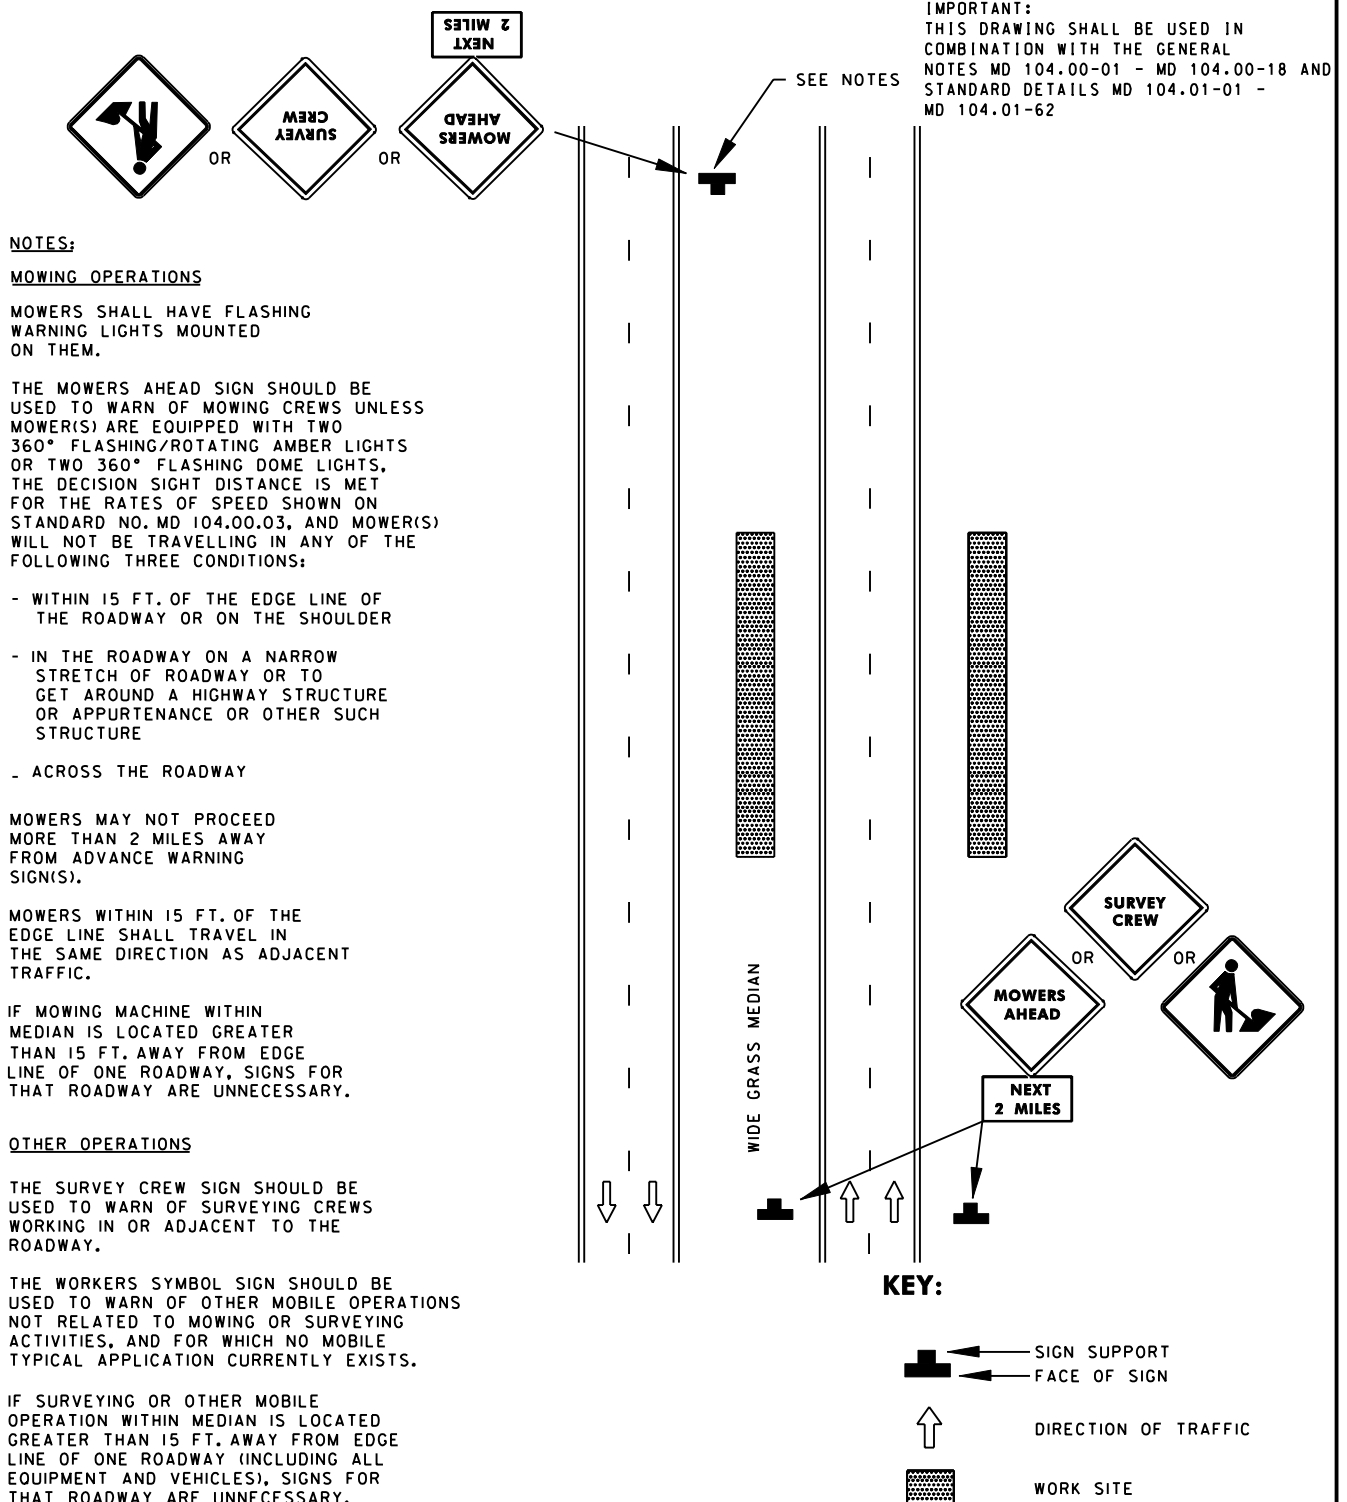 IMPORTANT:
THIS DRAWING SHALL BE USED IN
COMBINATION WITH THE GENERAL
NOTES MD 104.00-01 - MD 104.00-18 AND
STANDARD DETAILS MD 104.01-01 -
MD 104.01-62
NEXT
2 MILES
MOWERS
AHEAD
OR
SURVEY
CREW
OR
SEE NOTES
NOTES:
MOWING OPERATIONS
MOWERS SHALL HAVE FLASHING
WARNING LIGHTS MOUNTED
ON THEM.
THE MOWERS AHEAD SIGN SHOULD BE
USED TO WARN OF MOWING CREWS UNLESS
MOWER(S) ARE EQUIPPED WITH TWO
360° FLASHING/ROTATING AMBER LIGHTS
OR TWO 360° FLASHING DOME LIGHTS,
THE DECISION SIGHT DISTANCE IS MET
FOR THE RATES OF SPEED SHOWN ON
STANDARD NO. MD 104.00.03, AND MOWER(S)
WILL NOT BE TRAVELLING IN ANY OF THE
FOLLOWING THREE CONDITIONS:
- WITHIN 15 FT. OF THE EDGE LINE OF
THE ROADWAY OR ON THE SHOULDER
- IN THE ROADWAY ON A NARROW
STRETCH OF ROADWAY OR TO
GET AROUND A HIGHWAY STRUCTURE
OR APPURTENANCE OR OTHER SUCH
STRUCTURE
- ACROSS THE ROADWAY
MOWERS MAY NOT PROCEED
MORE THAN 2 MILES AWAY
FROM ADVANCE WARNING
SIGN(S).
MOWERS WITHIN 15 FT. OF THE
EDGE LINE SHALL TRAVEL IN
THE SAME DIRECTION AS ADJACENT
TRAFFIC.
IF MOWING MACHINE WITHIN
MEDIAN IS LOCATED GREATER
THAN 15 FT. AWAY FROM EDGE
LINE OF ONE ROADWAY, SIGNS FOR
THAT ROADWAY ARE UNNECESSARY.
OTHER OPERATIONS
THE SURVEY CREW SIGN SHOULD BE
USED TO WARN OF SURVEYING CREWS
WORKING IN OR ADJACENT TO THE
ROADWAY.
THE WORKERS SYMBOL SIGN SHOULD BE
USED TO WARN OF OTHER MOBILE OPERATIONS
NOT RELATED TO MOWING OR SURVEYING
ACTIVITIES, AND FOR WHICH NO MOBILE
TYPICAL APPLICATION CURRENTLY EXISTS.
IF SURVEYING OR OTHER MOBILE
OPERATION WITHIN MEDIAN IS LOCATED
GREATER THAN 15 FT. AWAY FROM EDGE
LINE OF ONE ROADWAY (INCLUDING ALL
EQUIPMENT AND VEHICLES), SIGNS FOR
THAT ROADWAY ARE UNNECESSARY.
WIDE GRASS MEDIAN
SURVEY
CREW
OR
OR
MOWERS
AHEAD
NEXT
2 MILES
KEY:
SIGN SUPPORT
FACE OF SIGN
DIRECTION OF TRAFFIC
WORK SITE